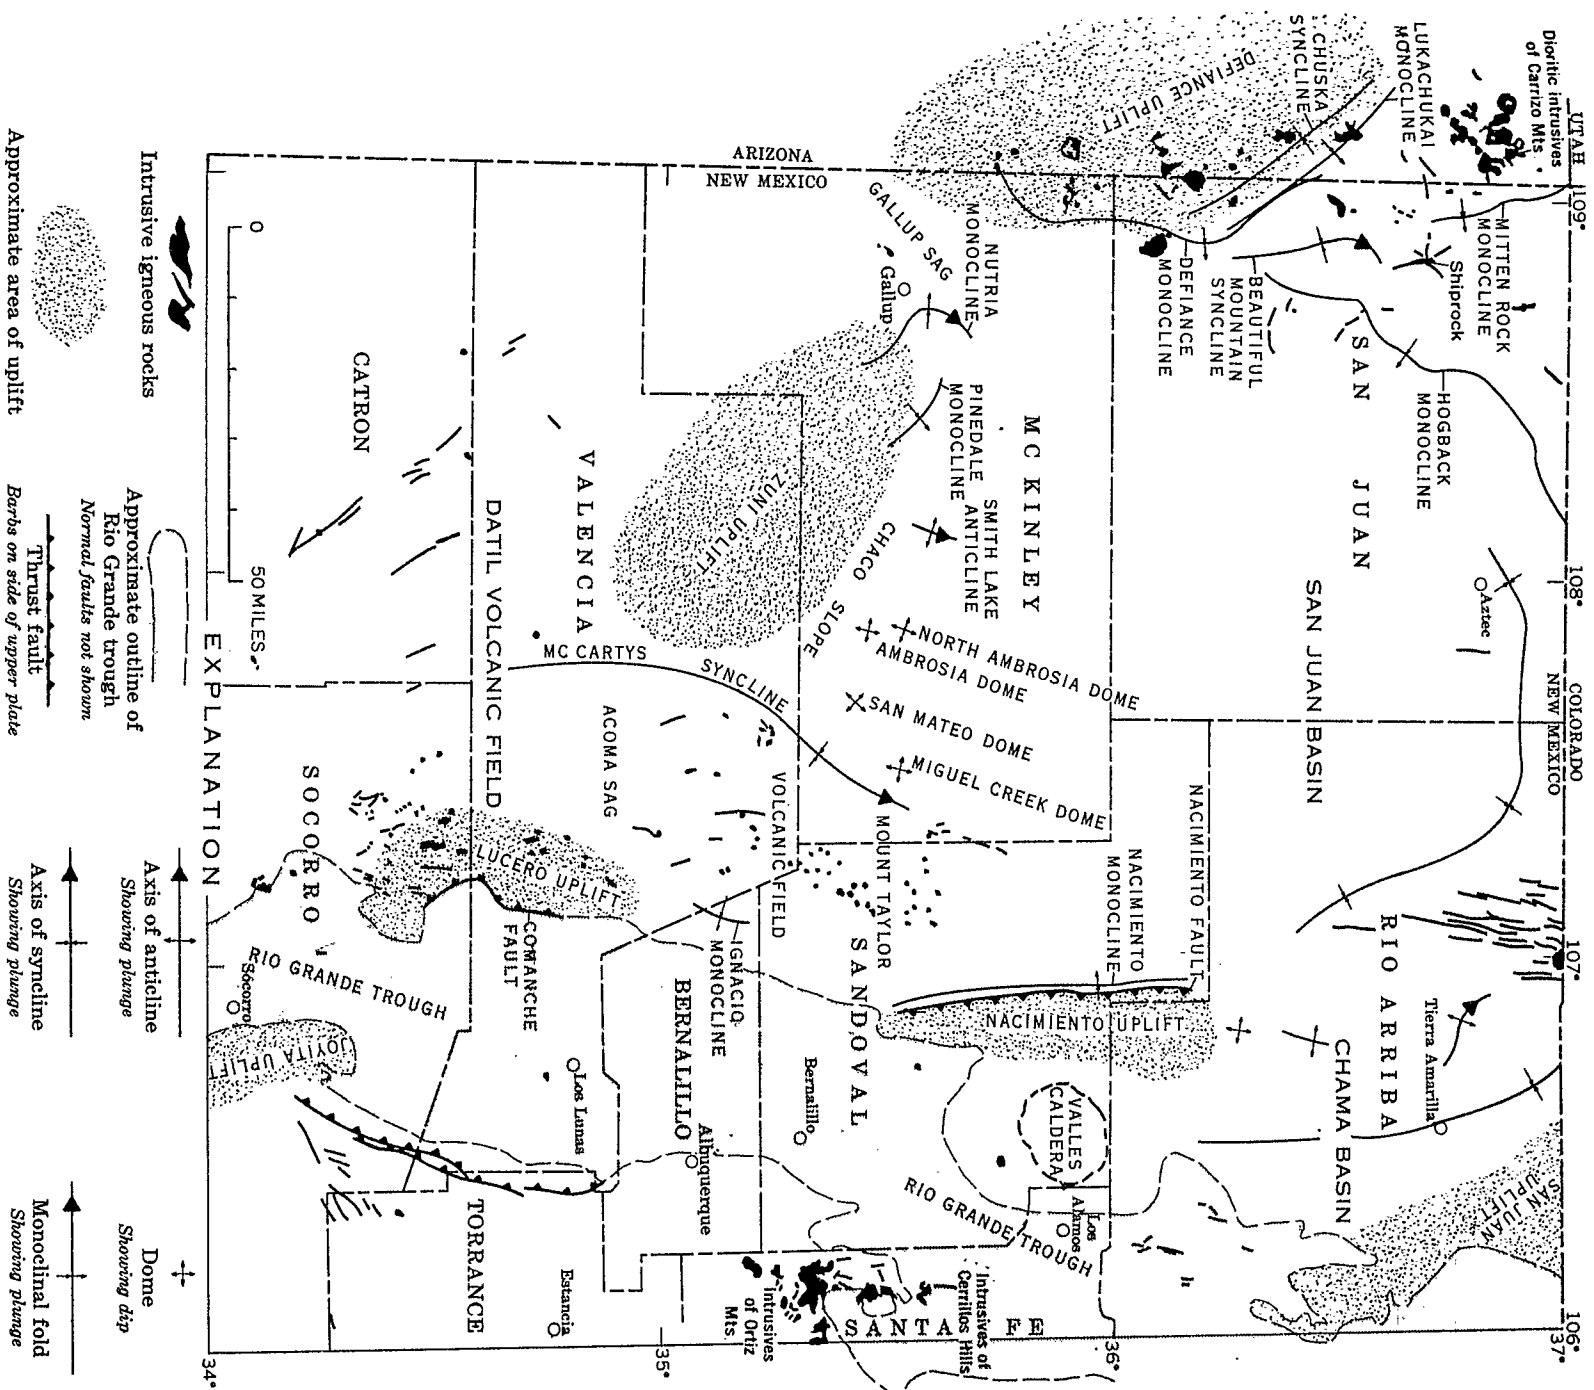 UTAH
109°
COLORADO
NEW MEXICO
108°
107°
106°
37°
36°
35°
34°
ARIZONA
NEW MEXICO
Dioritic intrusives
of Carrizo Mts.
LUKACHUKAI
MONOCLINE
CHUSKA
SYNCLINE
DEFIANCE UPLIFT
MITTEN ROCK
MONOCLINE
Shiprock
BEAUTIFUL
MOUNTAIN
SYNCLINE
DEFIANCE
MONOCLINE
HOGBACK
MONOCLINE
SAN JUAN
Aztec
SAN JUAN BASIN
NUTRIA
MONOCLINE
GALLUP SAG
Gallup
MC KINLEY
PINEDALE
MONOCLINE
SMITH LAKE
ANTICLINE
CHACO SLOPE
ZUNI UPLIFT
NORTH AMBROSIA DOME
AMBROSIA DOME
SAN MATEO DOME
MIGUEL CREEK DOME
VALENCIA
MC CARTYS SYNCLINE
CATRON
DATIL VOLCANIC FIELD
ACOMA SAG
MOUNT TAYLOR
VOLCANIC FIELD
NACIMIENTO FAULT
NACIMIENTO
MONOCLINE
NACIMIENTO UPLIFT
RIO ARRIBA
Tierra Amarilla
CHAMA BASIN
SAN JUAN
UPLIFT
VALLES
CALDERA
Los
Alamos
RIO GRANDE TROUGH
SANDOVAL
Bernalillo
IGNACIO
MONOCLINE
BERNALILLO
Albuquerque
LUCERO UPLIFT
COMANCHE
FAULT
SOCORRO
RIO GRANDE TROUGH
Socorro
JOYITA UPLIFT
Los Lunas
TORRANCE
Estancia
Intrusives
of Ortiz
Mts.
Intrusives of
Cerrillos Hills
SANTA FE
0
50 MILES
EXPLANATION
Intrusive igneous rocks
Approximate area of uplift
Approximate outline of
Rio Grande trough
Normal faults not shown
Thrust fault
Barbs on side of upper plate
Axis of anticline
Showing plunge
Axis of syncline
Showing plunge
Dome
Showing dip
Monoclinal fold
Showing plunge